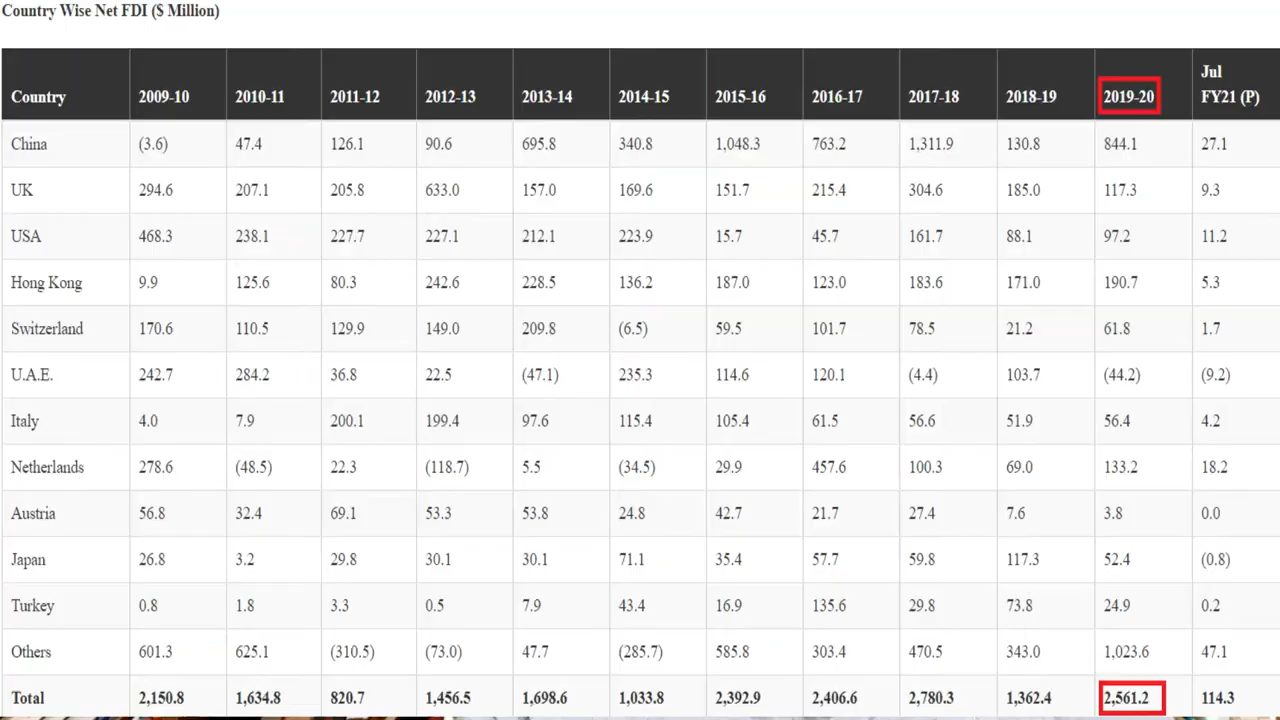 Country Wise Net FDI ($ Million)
Country 2009-10 2010-11 2011-12 2012-13 2013-14 2014-15 2015-16 2016-17 2017-18 2018-19 2019-20 Jul FY21 (P)
China (3.6) 47.4 126.1 90.6 695.8 340.8 1,048.3 763.2 1,311.9 130.8 844.1 27.1
UK 294.6 207.1 205.8 633.0 157.0 169.6 151.7 215.4 304.6 185.0 117.3 9.3
USA 468.3 238.1 227.7 227.1 212.1 223.9 15.7 45.7 161.7 88.1 97.2 11.2
Hong Kong 9.9 125.6 80.3 242.6 228.5 136.2 187.0 123.0 183.6 171.0 190.7 5.3
Switzerland 170.6 110.5 129.9 149.0 209.8 (6.5) 59.5 101.7 78.5 21.2 61.8 1.7
U.A.E. 242.7 284.2 36.8 22.5 (47.1) 235.3 114.6 120.1 (4.4) 103.7 (44.2) (9.2)
Italy 4.0 7.9 200.1 199.4 97.6 115.4 105.4 61.5 56.6 51.9 56.4 4.2
Netherlands 278.6 (48.5) 22.3 (118.7) 5.5 (34.5) 29.9 457.6 100.3 69.0 133.2 18.2
Austria 56.8 32.4 69.1 53.3 53.8 24.8 42.7 21.7 27.4 7.6 3.8 0.0
Japan 26.8 3.2 29.8 30.1 30.1 71.1 35.4 57.7 59.8 117.3 52.4 (0.8)
Turkey 0.8 1.8 3.3 0.5 7.9 43.4 16.9 135.6 29.8 73.8 24.9 0.2
Others 601.3 625.1 (310.5) (73.0) 47.7 (285.7) 585.8 303.4 470.5 343.0 1,023.6 47.1
Total 2,150.8 1,634.8 820.7 1,456.5 1,698.6 1,033.8 2,392.9 2,406.6 2,780.3 1,362.4 2,561.2 114.3